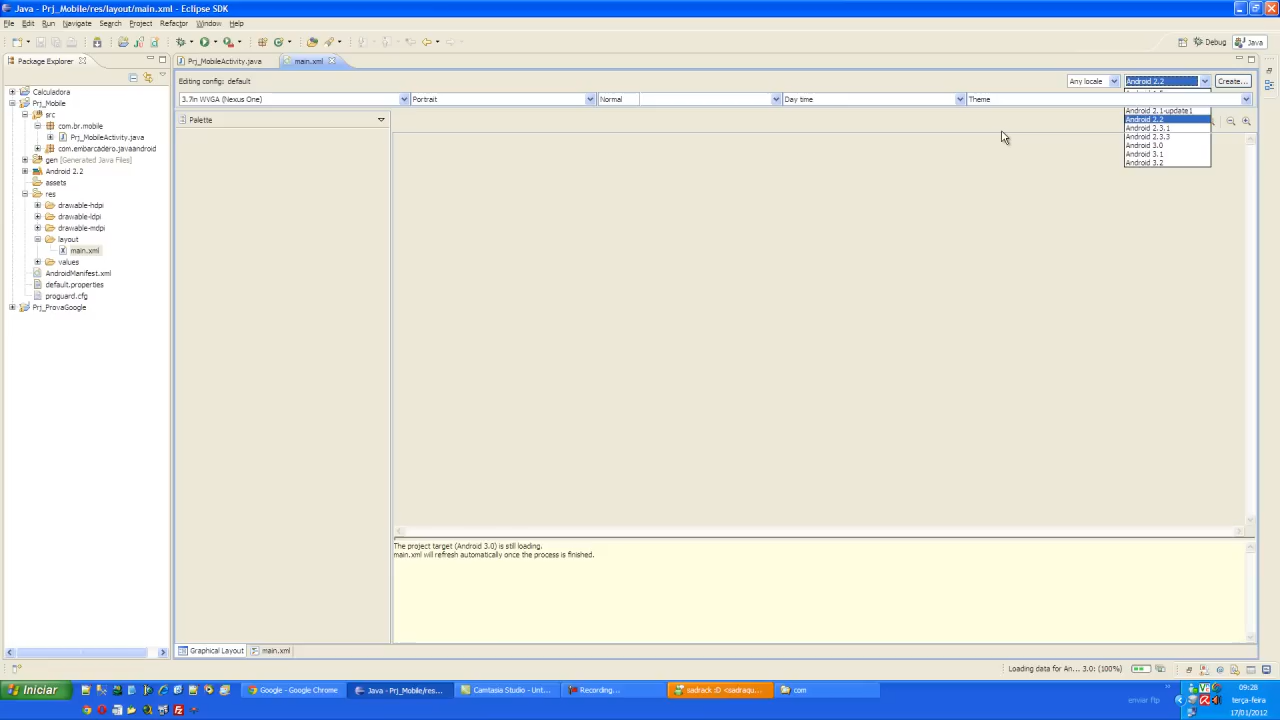 Java - Prj_Mobile/res/layout/main.xml - Eclipse SDK
File Edit Run Navigate Search Project Refactor Window Help
Debug Java
Package Explorer
Prj_MobileActivity.java main.xml
Editing config: default
Any locale Android 2.2 Create...
3.7in WVGA (Nexus One) Portrait Normal Day time Theme
Palette
Android 2.1-update1
Android 2.2
Android 2.3.1
Android 2.3.3
Android 3.0
Android 3.1
Android 3.2
Calculadora
Prj_Mobile
src
com.br.mobile
Prj_MobileActivity.java
com.embarcadero.javaandroid
gen [Generated Java Files]
Android 2.2
assets
res
drawable-hdpi
drawable-ldpi
drawable-mdpi
layout
main.xml
values
AndroidManifest.xml
default.properties
proguard.cfg
Prj_ProvaGoogle
The project target (Android 3.0) is still loading.
main.xml will refresh automatically once the process is finished.
Graphical Layout main.xml
Loading data for An... 3.0: (100%)
Iniciar
Google - Google Chrome
Java - Prj_Mobile/res...
Camtasia Studio - Unt...
Recording...
sadrack :D <sadraqu...
com
enviar ftp
09:28
terça-feira
17/01/2012